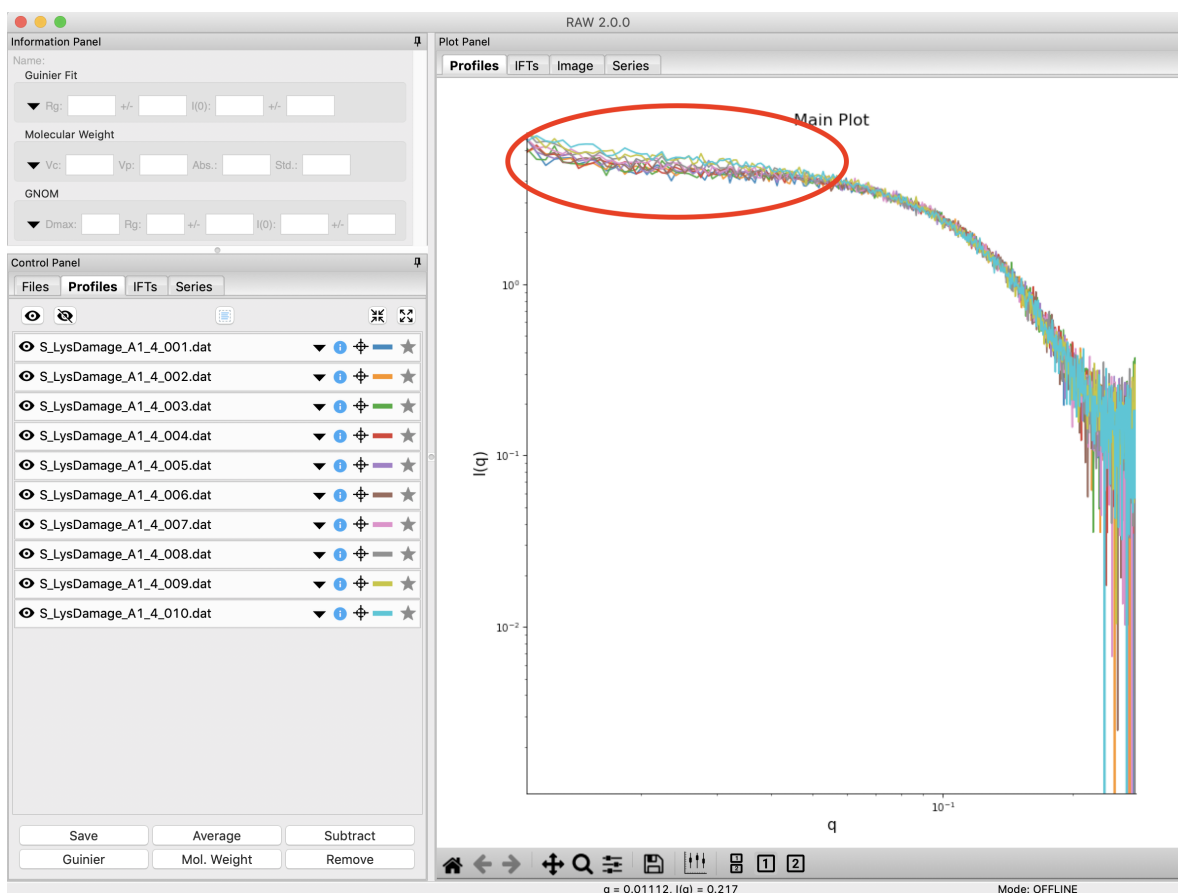 RAW 2.0.0
Information Panel
Name:
Guinier Fit
Rg: +/- I(0): +/-
Molecular Weight
Vc: Vp: Abs.: Std.:
GNOM
Dmax: Rg: +/- I(0): +/-
Control Panel
Files Profiles IFTs Series
S_LysDamage_A1_4_001.dat
S_LysDamage_A1_4_002.dat
S_LysDamage_A1_4_003.dat
S_LysDamage_A1_4_004.dat
S_LysDamage_A1_4_005.dat
S_LysDamage_A1_4_006.dat
S_LysDamage_A1_4_007.dat
S_LysDamage_A1_4_008.dat
S_LysDamage_A1_4_009.dat
S_LysDamage_A1_4_010.dat
Save Average Subtract
Guinier Mol. Weight Remove
Plot Panel
Profiles IFTs Image Series
Main Plot
I(q)
10⁰
10⁻¹
10⁻²
10⁻¹
q
1
2
1 2
q = 0.01112, I(q) = 0.217 Mode: OFFLINE